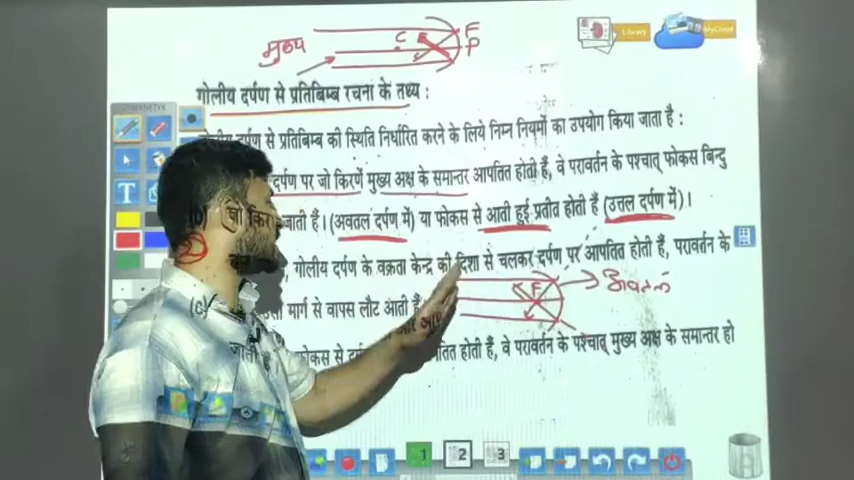 मुख्य
C
F
P
Library
MyCloud
गोलीय दर्पण से प्रतिबिम्ब रचना के तथ्य :
दर्पण से प्रतिबिम्ब की स्थिति निर्धारित करने के लिये निम्न नियमों का उपयोग किया जाता है :
दर्पण पर जो किरणें मुख्य अक्ष के समान्तर आपतित होती हैं, वे परावर्तन के पश्चात् फोकस बिन्दु
जाती हैं। (अवतल दर्पण में) या फोकस से आती हुई प्रतीत होती हैं (उत्तल दर्पण में)।
जो किर
(b)
गोलीय दर्पण के वक्रता केन्द्र की दिशा से चलकर दर्पण पर आपतित होती हैं, परावर्तन के
मार्ग से वापस लौट आती हैं
F
अवतल
(c)
फोकस से होती हैं, वे परावर्तन के पश्चात् मुख्य अक्ष के समान्तर हो
जाती
T
1
2
3